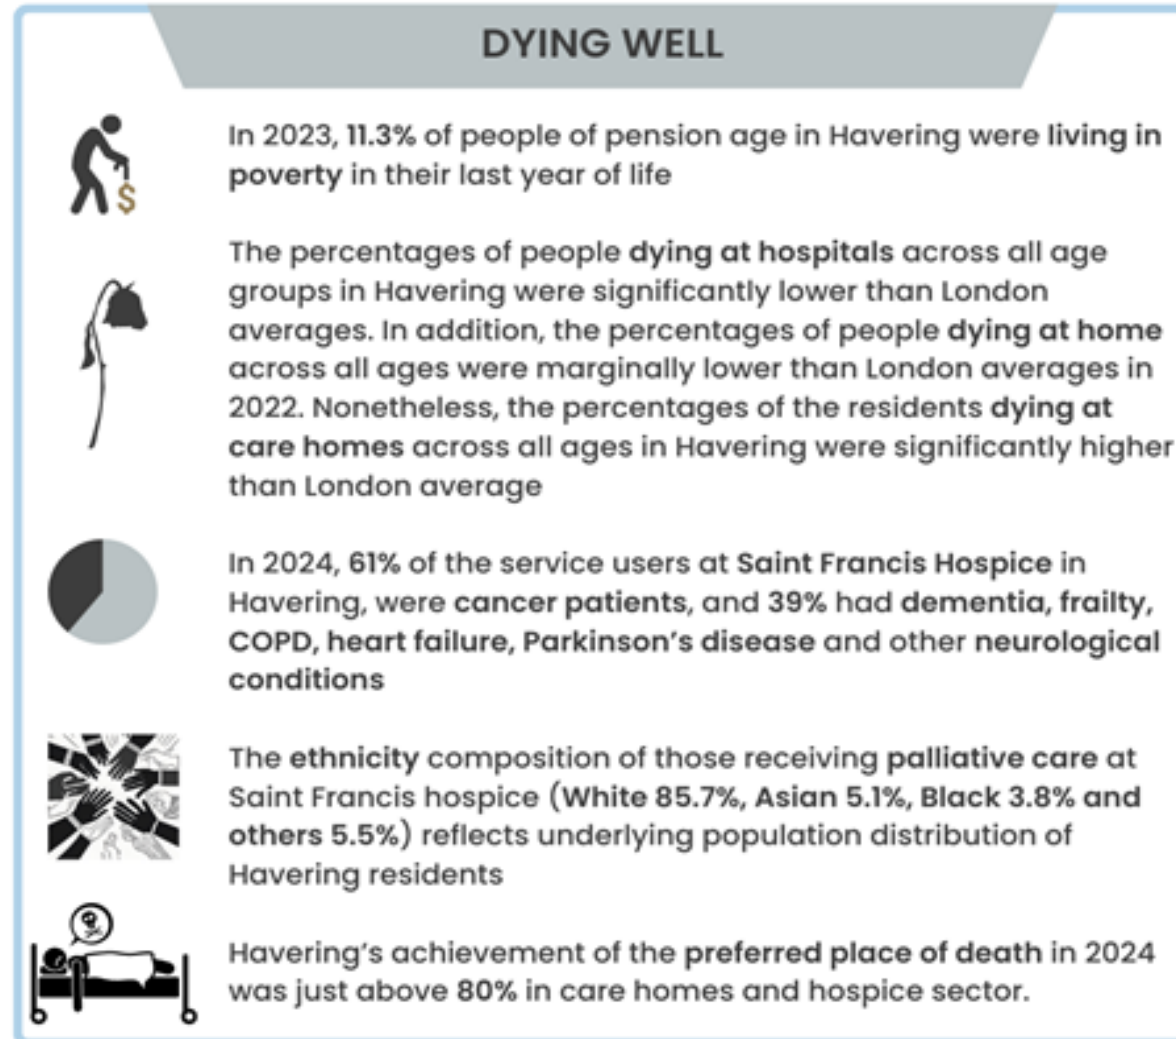 DYING WELL
In 2023, 11.3% of people of pension age in Havering were living in
poverty in their last year of life
$
The percentages of people dying at hospitals across all age
groups in Havering were significantly lower than London
averages. In addition, the percentages of people dying at home
across all ages were marginally lower than London averages in
2022. Nonetheless, the percentages of the residents dying at
care homes across all ages in Havering were significantly higher
than London average
In 2024, 61% of the service users at Saint Francis Hospice in
Havering, were cancer patients, and 39% had dementia, frailty,
COPD, heart failure, Parkinson's disease and other neurological
conditions
The ethnicity composition of those receiving palliative care at
Saint Francis hospice (White 85.7%, Asian 5.1%, Black 3.8% and
others 5.5%) reflects underlying population distribution of
Havering residents
Havering's achievement of the preferred place of death in 2024
was just above 80% in care homes and hospice sector.